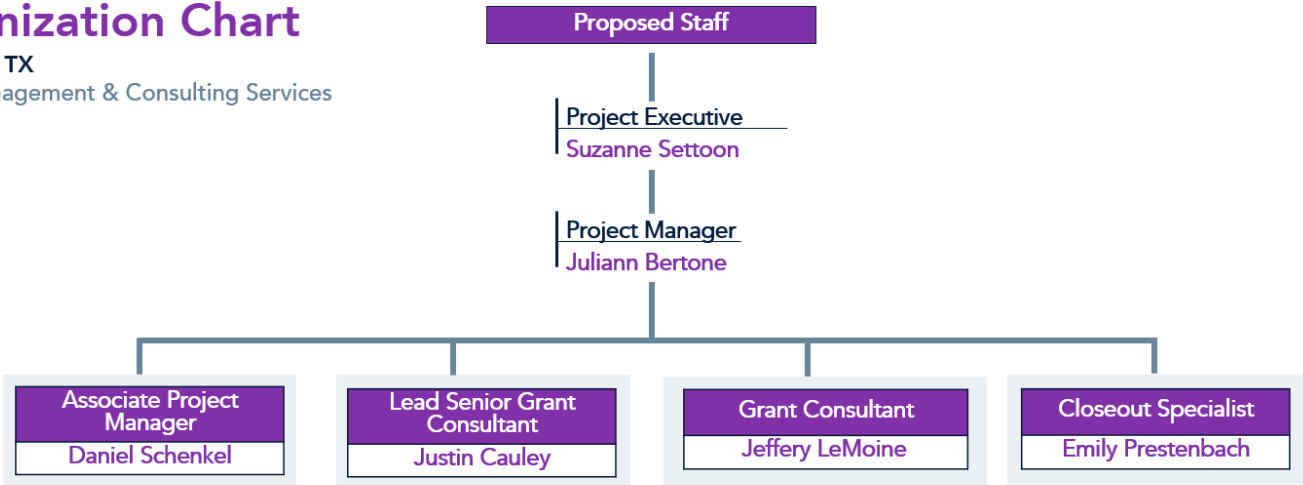 nization Chart
TX
nagement & Consulting Services
Proposed Staff
Project Executive
Suzanne Settoon
Project Manager
Juliann Bertone
Associate Project
Manager
Daniel Schenkel
Lead Senior Grant
Consultant
Justin Cauley
Grant Consultant
Jeffery LeMoine
Closeout Specialist
Emily Prestenbach